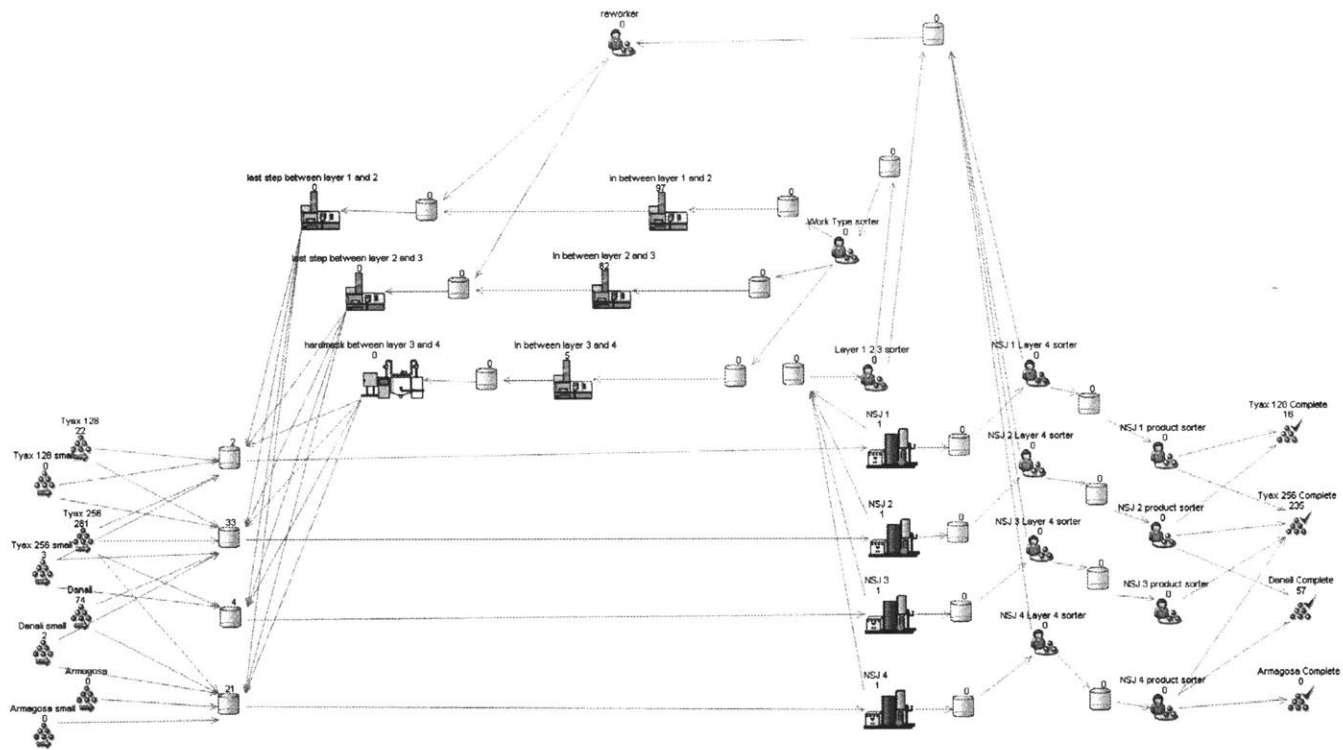 reworker
0
0
last step between layer 1 and 2
0
0
In between layer 1 and 2
97
0
0
Work Type sorter
0
last step between layer 2 and 3
0
0
In between layer 2 and 3
82
0
hardmask between layer 3 and 4
0
0
In between layer 3 and 4
5
0
0
Layer 1 2 3 sorter
0
NSJ 1 Layer 4 sorter
0
0
Tyax 128
22
Tyax 128 small
0
2
NSJ 1
1
0
NSJ 2 Layer 4 sorter
0
NSJ 1 product sorter
0
Tyax 128 Complete
16
Tyax 256
281
Tyax 256 small
3
33
NSJ 2
1
0
NSJ 3 Layer 4 sorter
0
0
NSJ 2 product sorter
0
Tyax 256 Complete
235
Danali
74
Danali small
2
4
NSJ 3
1
0
0
NSJ 3 product sorter
0
Danali Complete
57
NSJ 4 Layer 4 sorter
0
Armagosa
0
Armagosa small
0
21
NSJ 4
1
0
0
NSJ 4 product sorter
0
Armagosa Complete
0